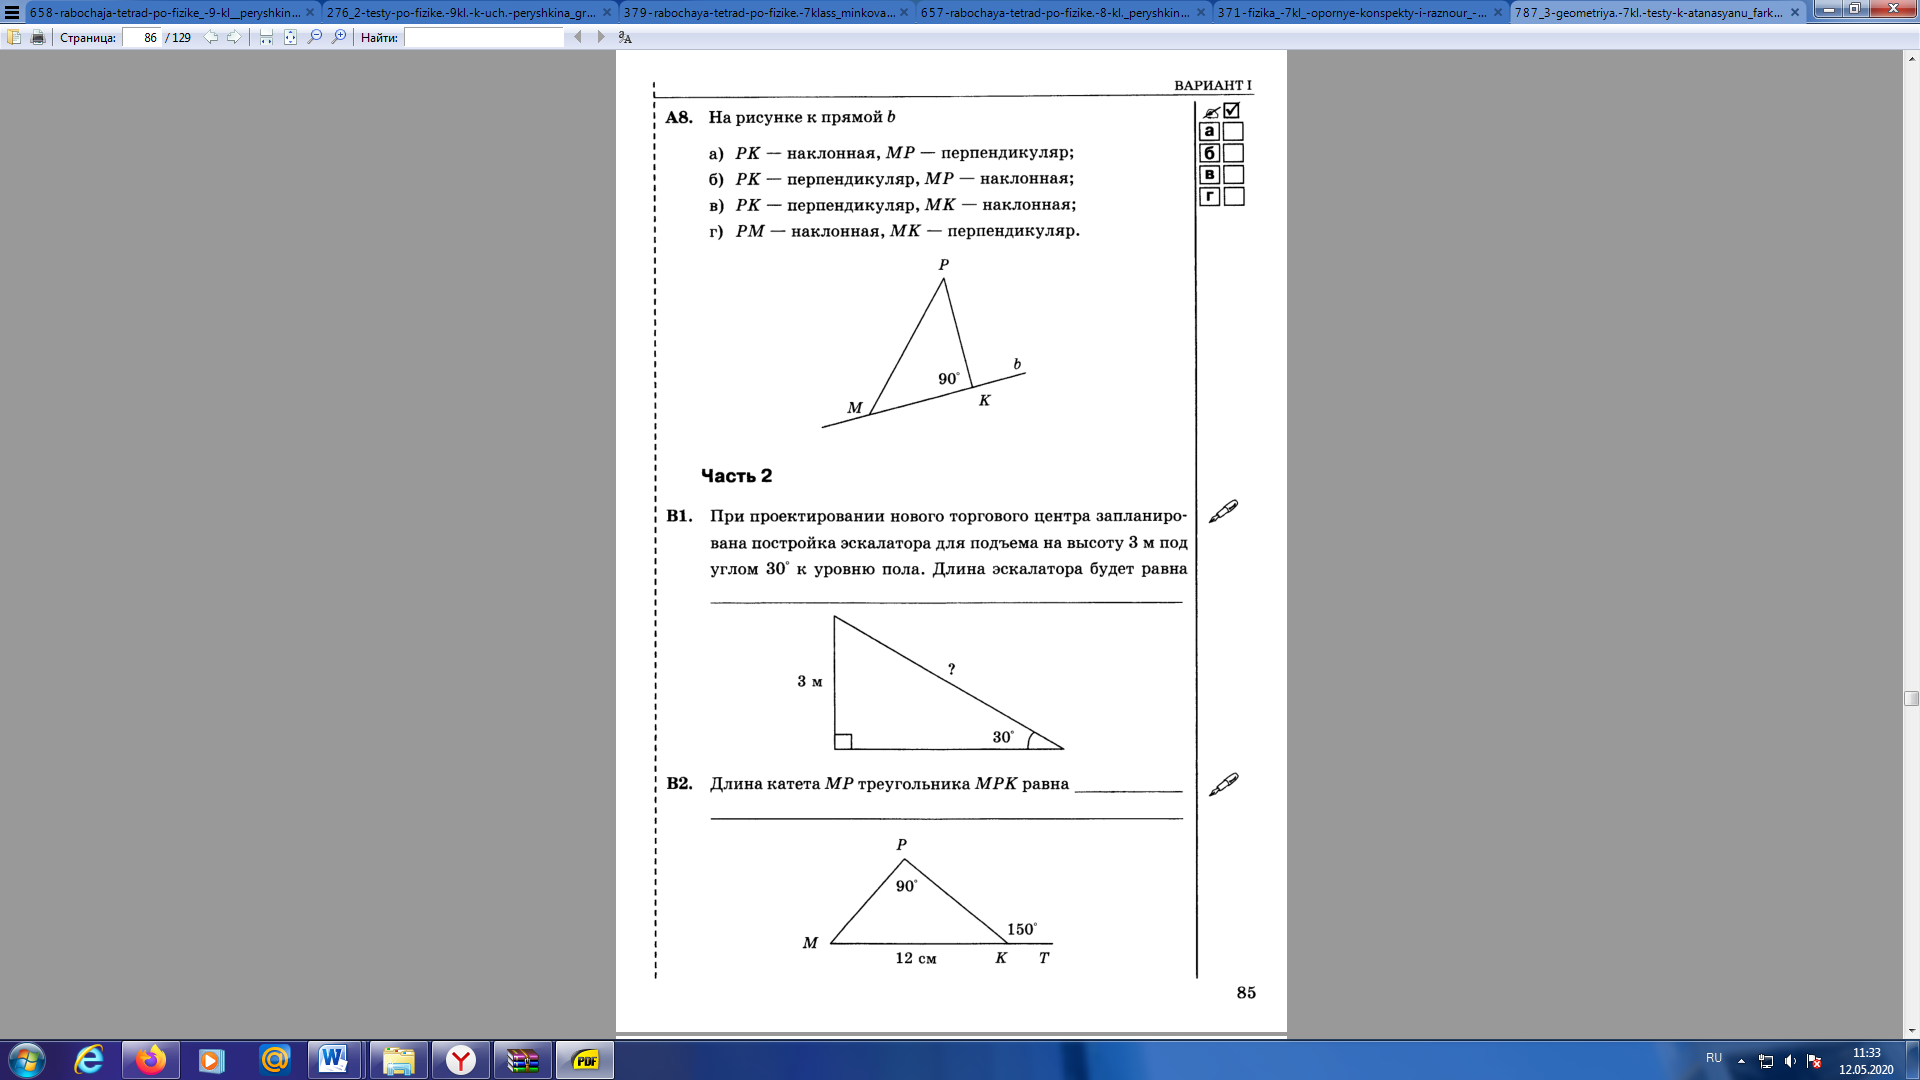 658-rabochaja-tetrad-po-fizike_-9-kl__peryshkin...
276_2-testy-po-fizike.-9kl.-k-uch.-peryshkina_gr...
379-rabochaya-tetrad-po-fizike.-7klass_minkova...
657-rabochaya-tetrad-po-fizike.-8-kl._peryshkin...
371-fizika_-7kl_-opornye-konspekty-i-raznour_-...
787_3-geometriya.-7kl.-testy-k-atanasyanu_fark...
Страница: 86 / 129 Найти:
ВАРИАНТ I
А8. На рисунке к прямой b
а) PK — наклонная, MP — перпендикуляр;
б) PK — перпендикуляр, MP — наклонная;
в) PK — перпендикуляр, MK — наклонная;
г) PM — наклонная, MK — перпендикуляр.
а
б
в
г
P
b
90°
K
M
Часть 2
В1. При проектировании нового торгового центра запланиро-
вана постройка эскалатора для подъема на высоту 3 м под
углом 30° к уровню пола. Длина эскалатора будет равна
?
3 м
30°
В2. Длина катета MP треугольника MPK равна
P
90°
150°
M
12 см K T
85
RU
11:33
12.05.2020
PDF